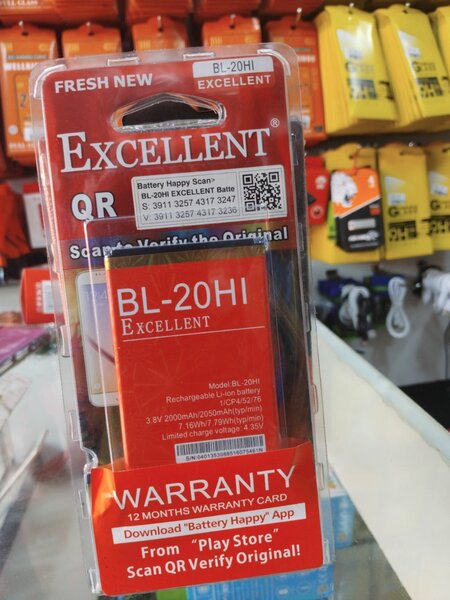 FRESH NEW
BL-20HI
EXCELLENT
EXCELLENT®
QR
Battery Happy Scan>
BL-20HI EXCELLENT Batte
S: 3911 3257 4317 3247
V: 3911 3257 4317 3236
Scan to Verify the Original
BL-20HI
EXCELLENT
Model:BL-20HI
Rechargeable Li-ion battery
1/CP4/52/76
3.8V 2000mAh/2050mAh(typ/min)
7.16Wh/7.79Wh(typ/min)
Limited charge voltage: 4.35V
WARRANTY
12 MONTHS WARRANTY CARD
Download "Battery Happy" App
From "Play Store"
Scan QR Verify Original!